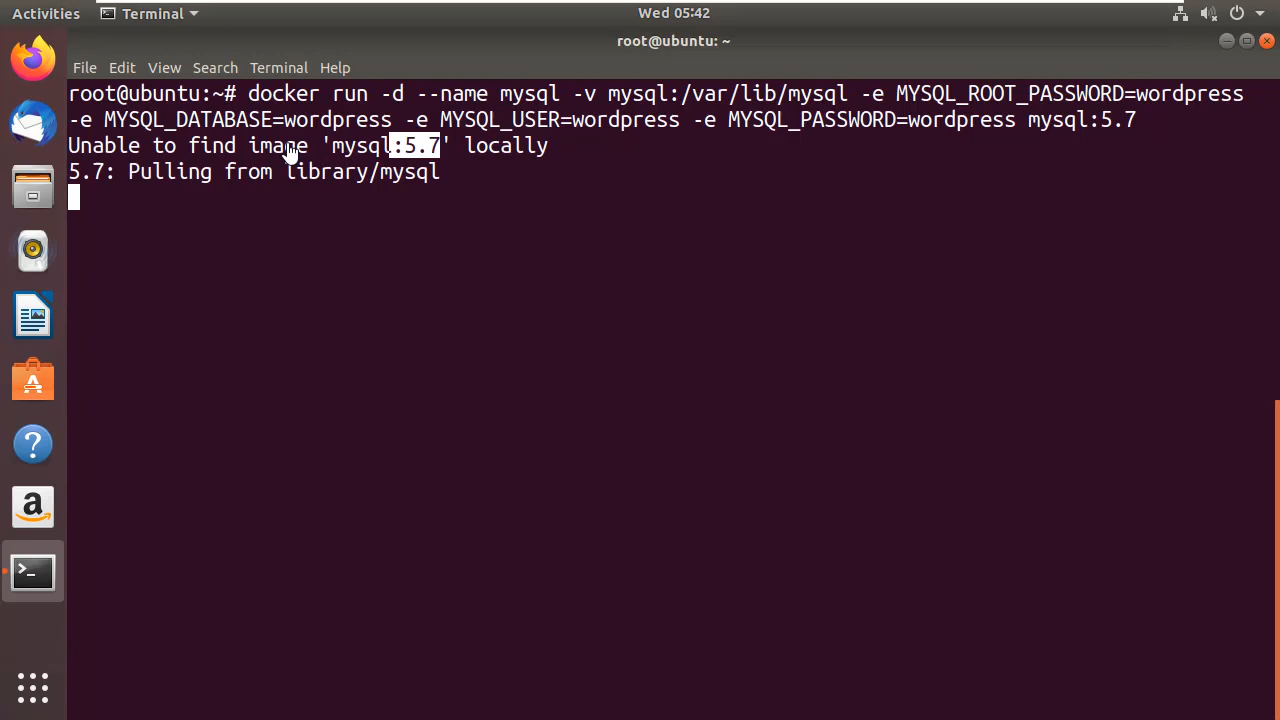 Activities
Terminal
Wed 05:42
root@ubuntu: ~
File Edit View Search Terminal Help
root@ubuntu:~# docker run -d --name mysql -v mysql:/var/lib/mysql -e MYSQL_ROOT_PASSWORD=wordpress
-e MYSQL_DATABASE=wordpress -e MYSQL_USER=wordpress -e MYSQL_PASSWORD=wordpress mysql:5.7
Unable to find image 'mysql:5.7' locally
5.7: Pulling from library/mysql